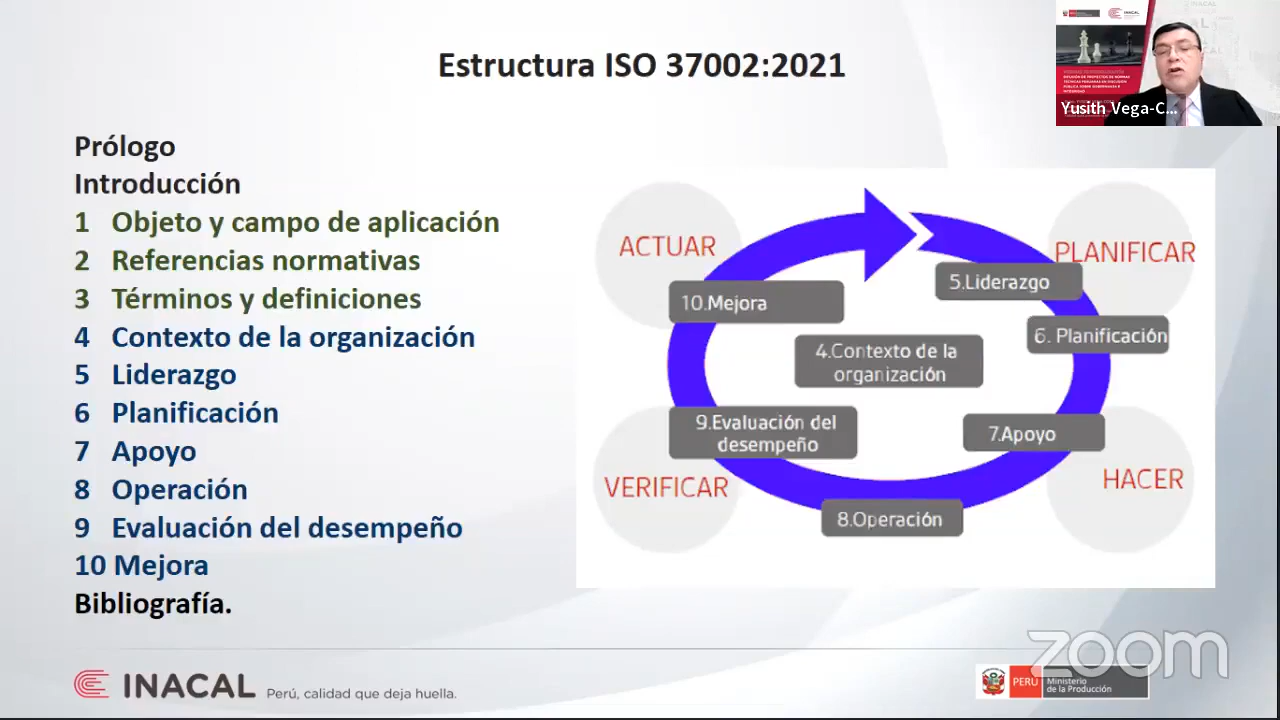 Estructura ISO 37002:2021
Yusith Vega-C...
Prólogo
Introducción
1 Objeto y campo de aplicación
2 Referencias normativas
3 Términos y definiciones
4 Contexto de la organización
5 Liderazgo
6 Planificación
7 Apoyo
8 Operación
9 Evaluación del desempeño
10 Mejora
Bibliografía.
ACTUAR
PLANIFICAR
5.Liderazgo
10.Mejora
6. Planificación
4.Contexto de la
organización
9.Evaluación del
desempeño
7.Apoyo
VERIFICAR
HACER
8.Operación
zoom
INACAL Perú, calidad que deja huella.
PERÚ Ministerio
de la Producción